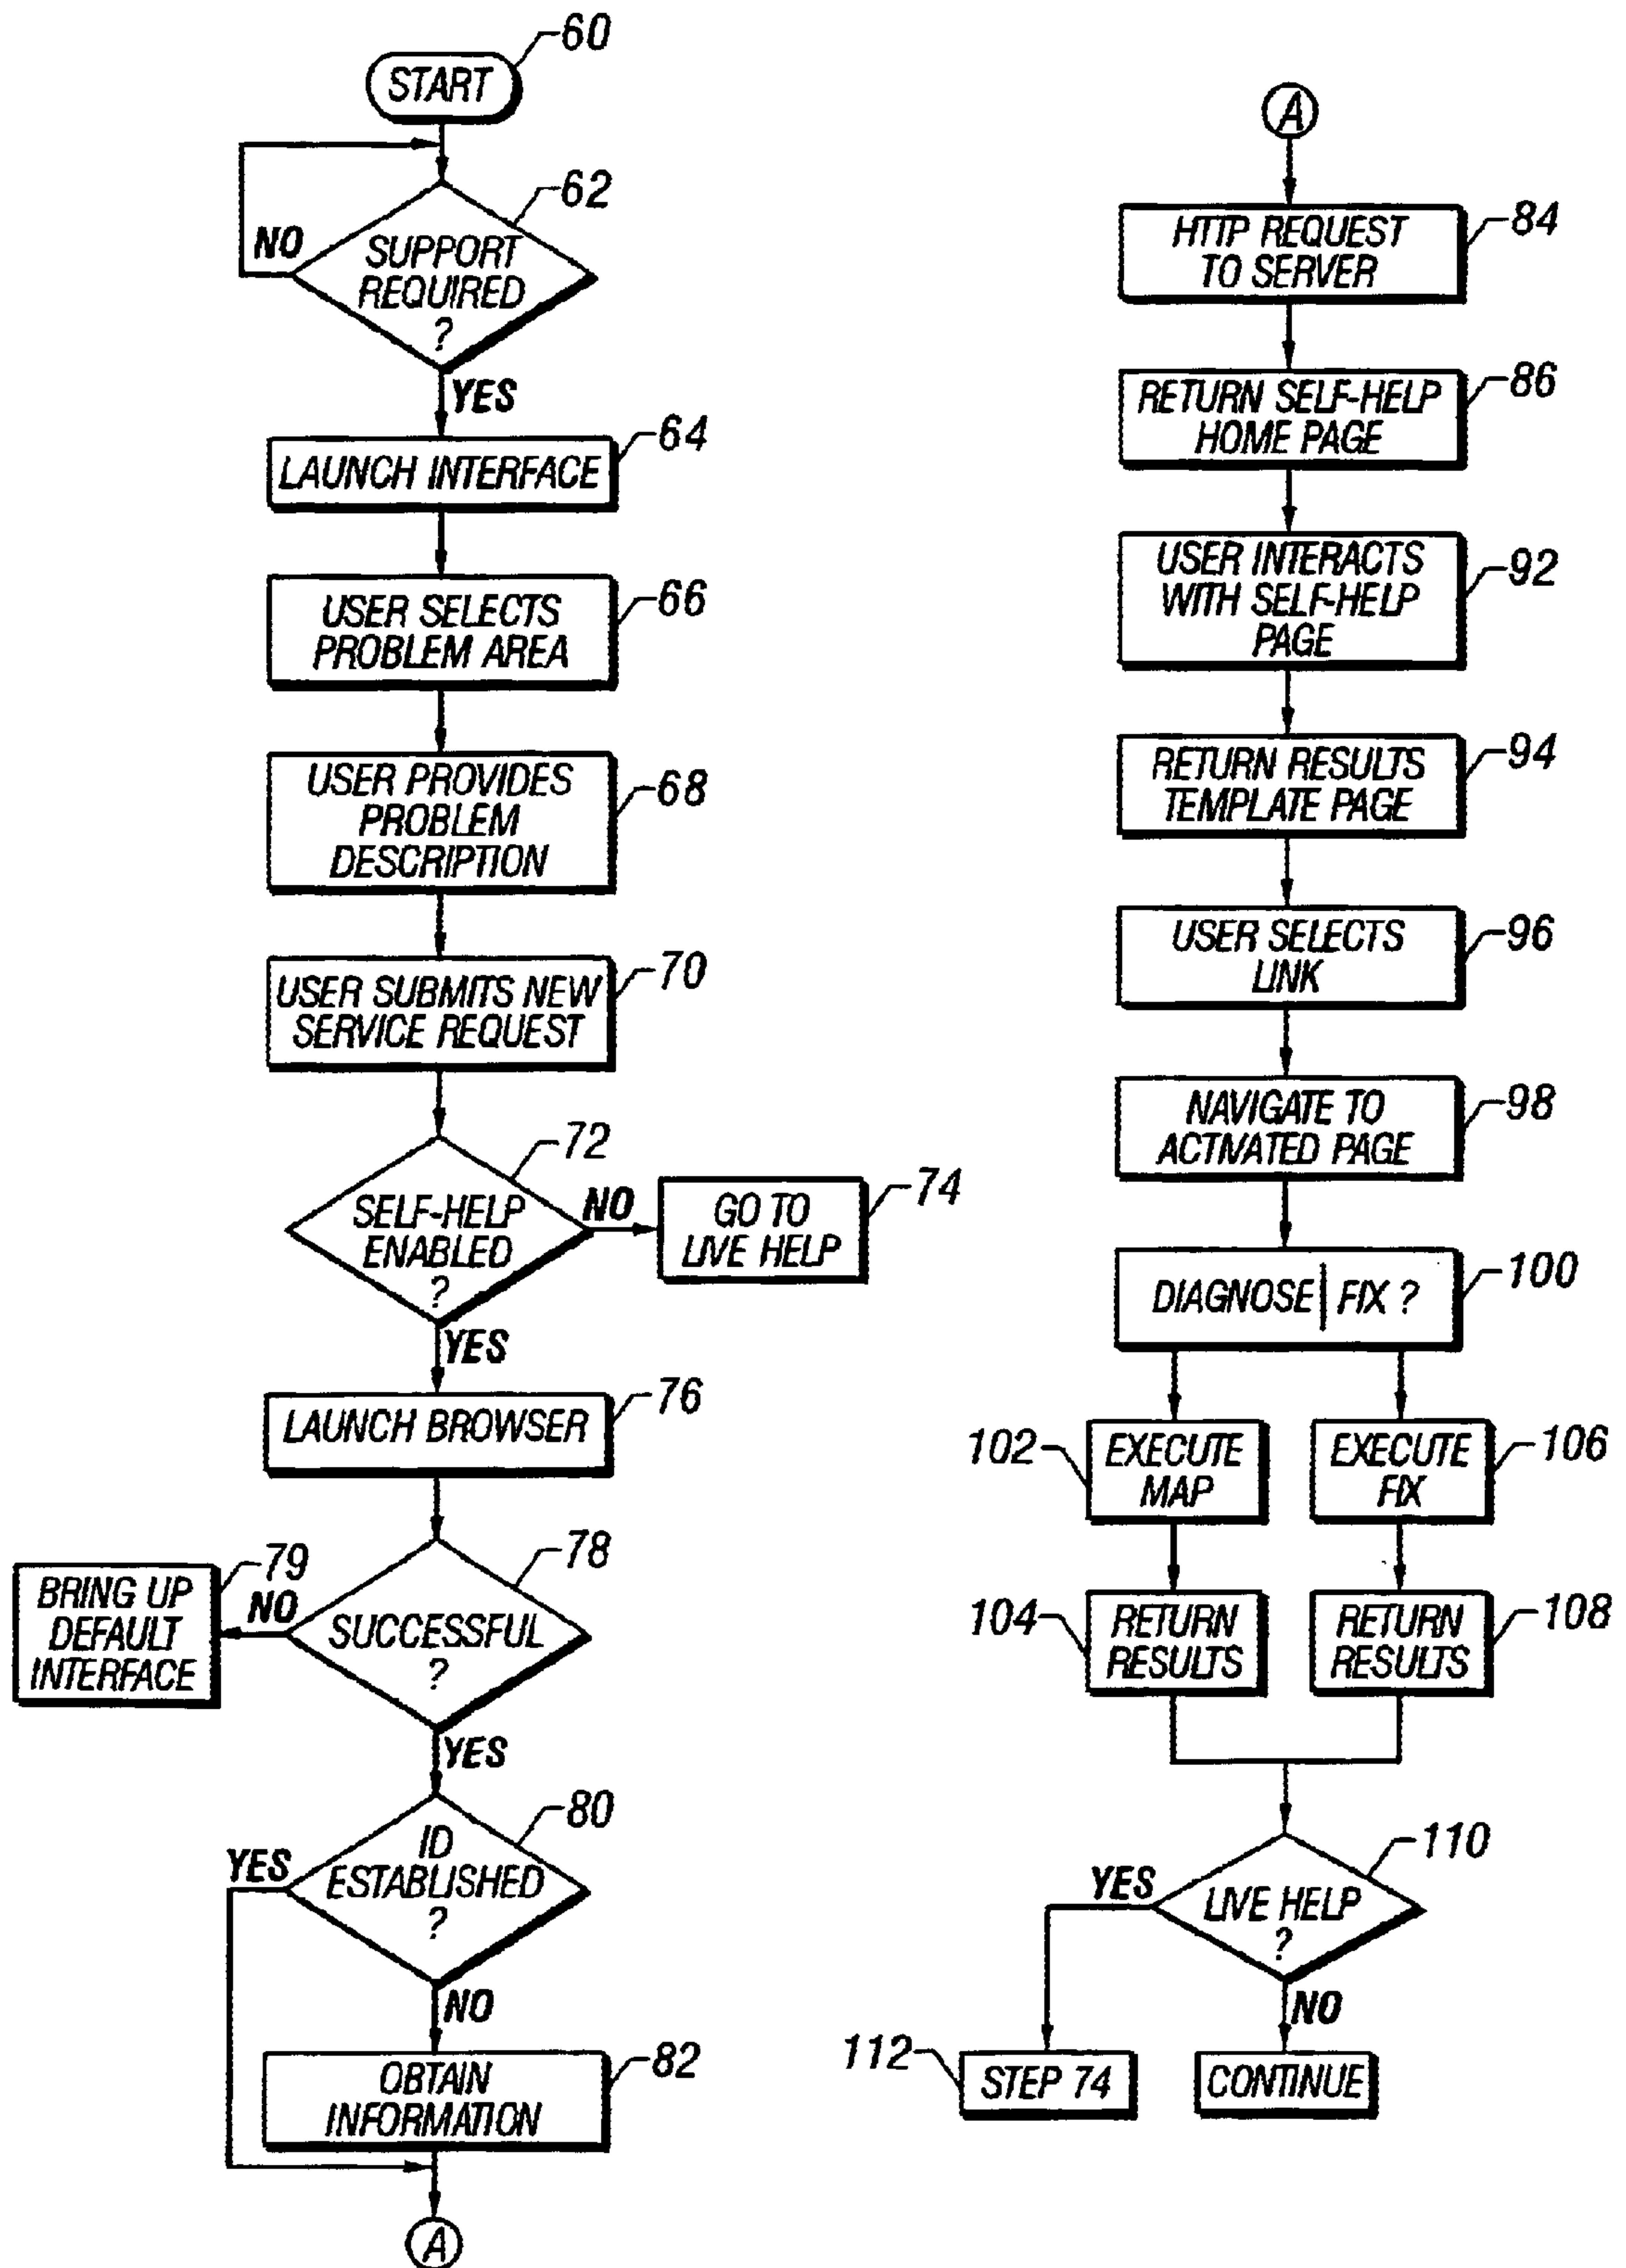 60
START
62
NO
SUPPORT
REQUIRED
?
YES
64
LAUNCH INTERFACE
66
USER SELECTS
PROBLEM AREA
68
USER PROVIDES
PROBLEM
DESCRIPTION
70
USER SUBMITS NEW
SERVICE REQUEST
72
SELF-HELP
ENABLED
?
NO
74
GO TO
LIVE HELP
YES
76
LAUNCH BROWSER
78
SUCCESSFUL
?
79
NO
BRING UP
DEFAULT
INTERFACE
YES
80
ID
ESTABLISHED
?
YES
NO
82
OBTAIN
INFORMATION
A
A
84
HTTP REQUEST
TO SERVER
86
RETURN SELF-HELP
HOME PAGE
92
USER INTERACTS
WITH SELF-HELP
PAGE
94
RETURN RESULTS
TEMPLATE PAGE
96
USER SELECTS
LINK
98
NAVIGATE TO
ACTIVATED PAGE
100
DIAGNOSE | FIX ?
102
EXECUTE
MAP
106
EXECUTE
FIX
104
RETURN
RESULTS
108
RETURN
RESULTS
110
YES
LIVE HELP
?
NO
112
STEP 74
CONTINUE